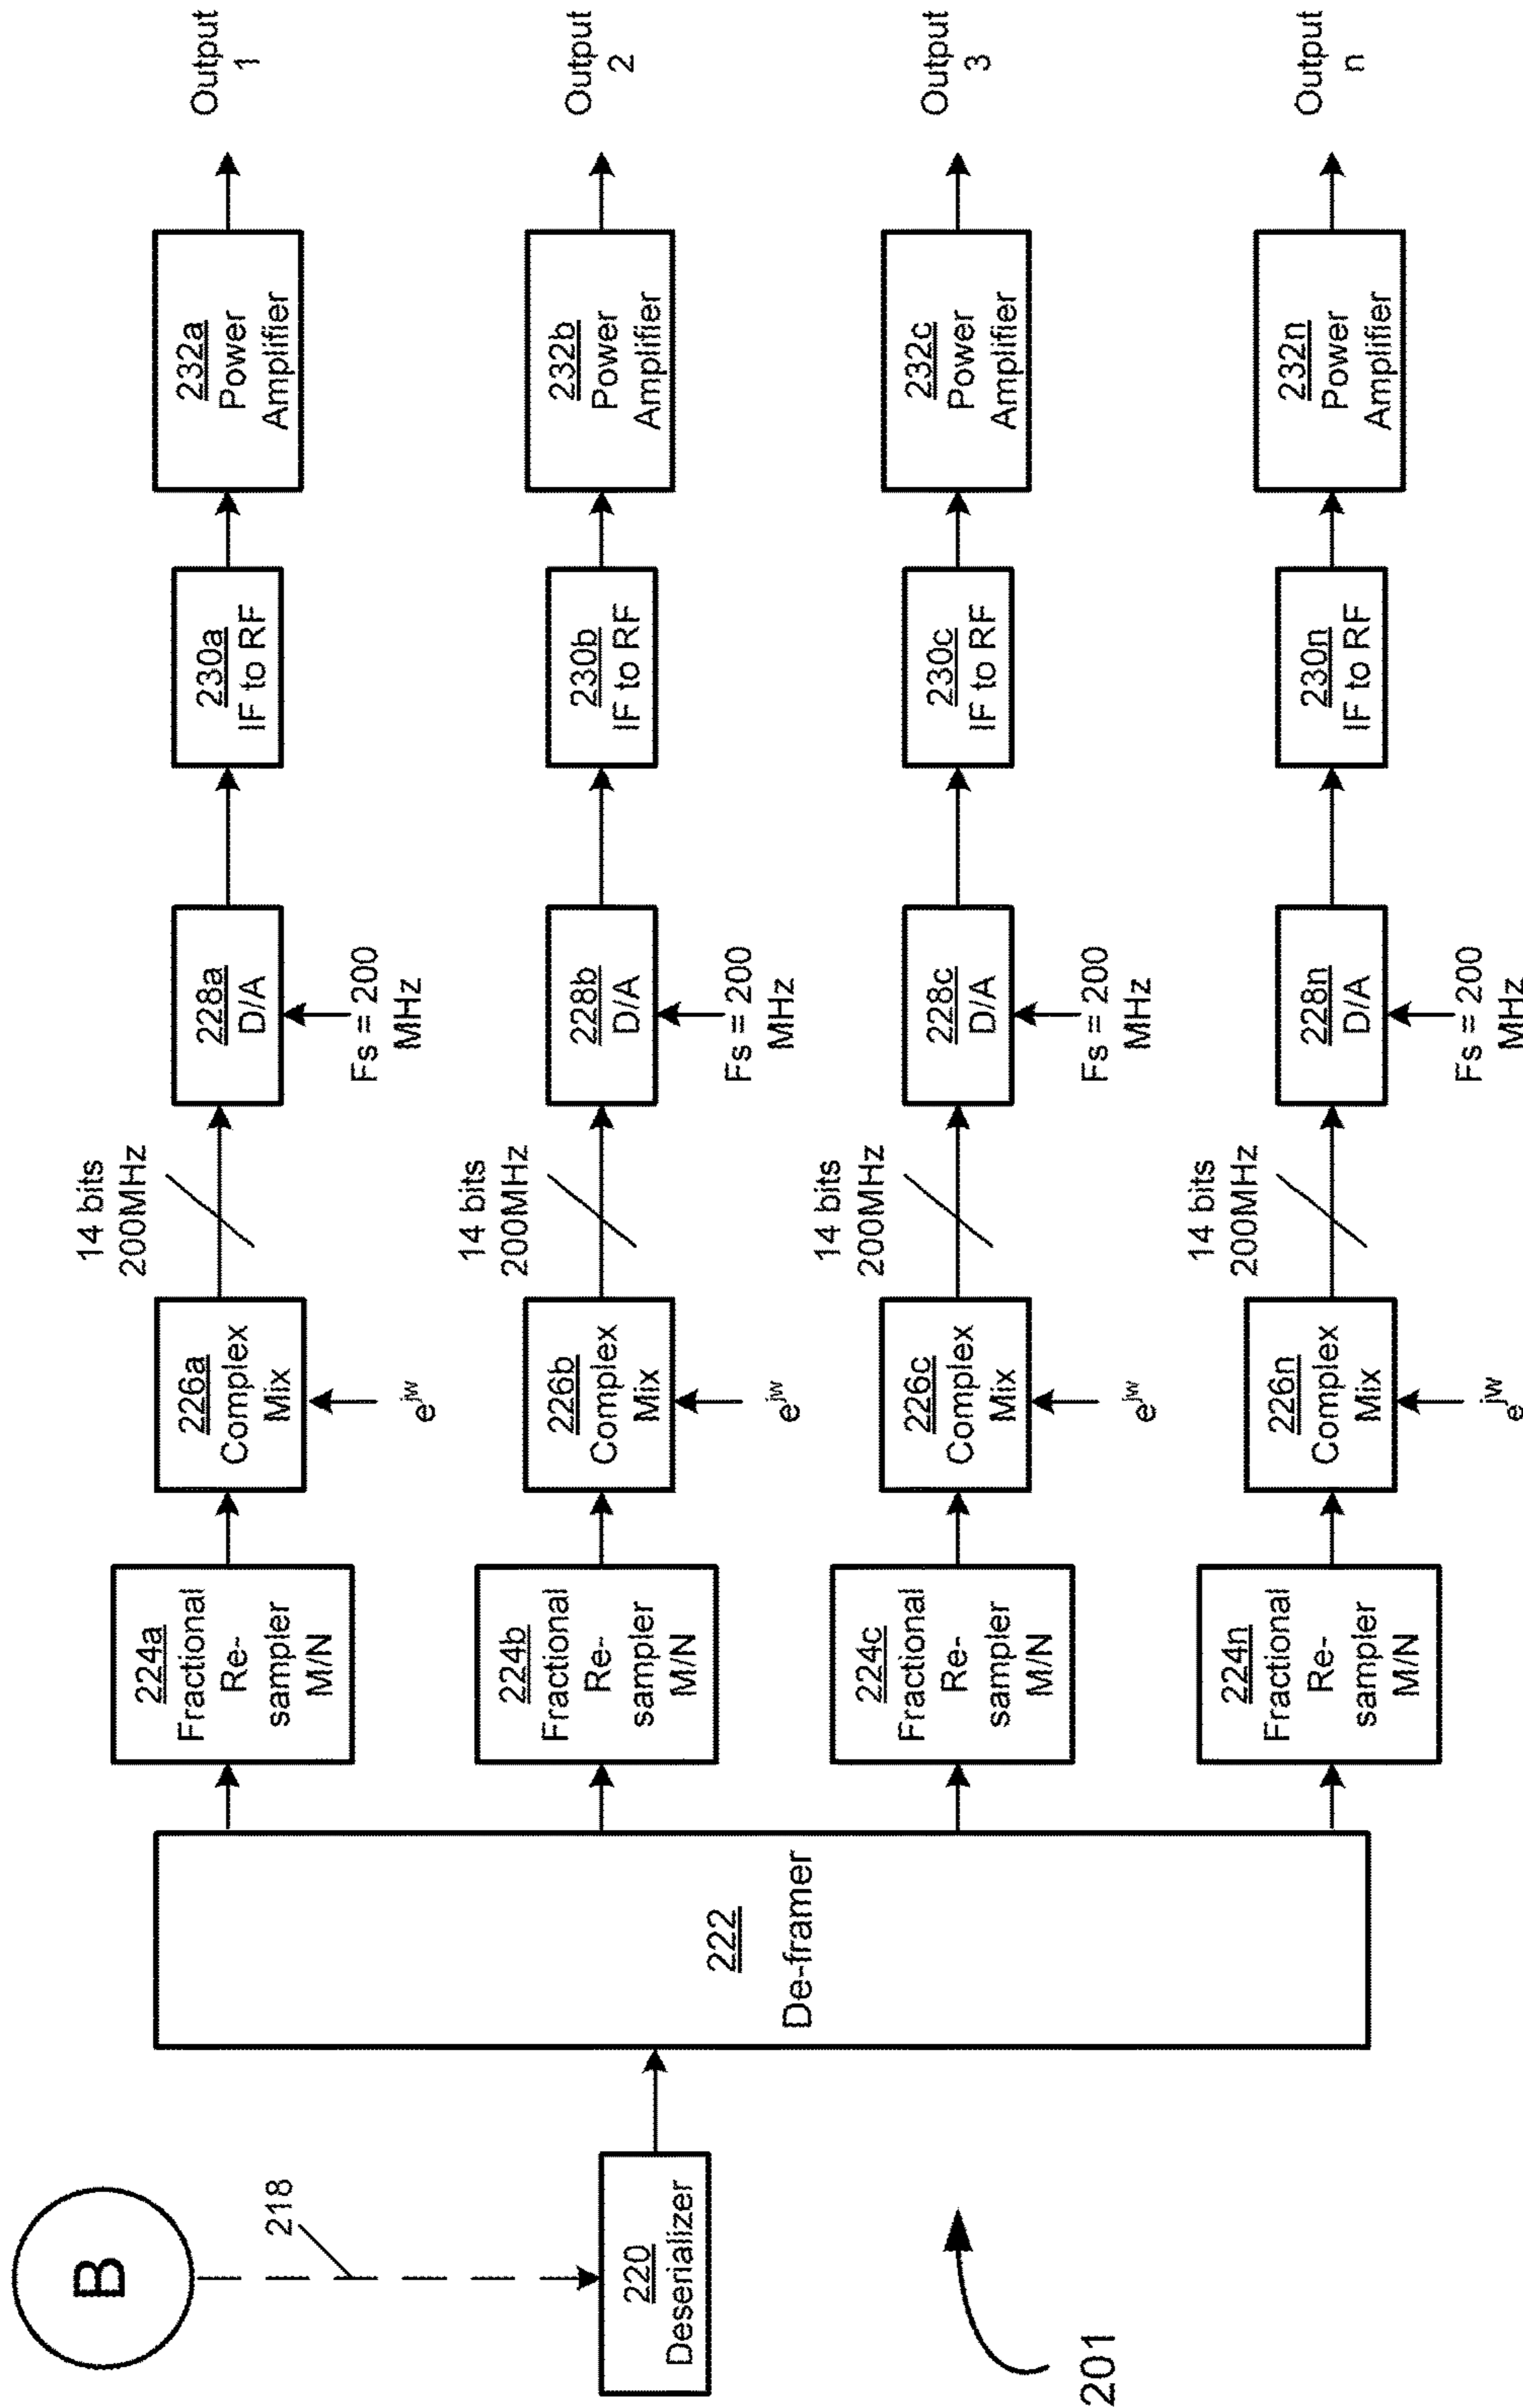 B
218
220
Deserializer
201
222
De-framer
224a
Fractional
Re-
sampler
M/N
226a
Complex
Mix
e^jw
14 bits
200MHz
228a
D/A
Fs = 200
MHz
230a
IF to RF
232a
Power
Amplifier
Output
1
224b
Fractional
Re-
sampler
M/N
226b
Complex
Mix
e^jw
14 bits
200MHz
228b
D/A
Fs = 200
MHz
230b
IF to RF
232b
Power
Amplifier
Output
2
224c
Fractional
Re-
sampler
M/N
226c
Complex
Mix
e^jw
14 bits
200MHz
228c
D/A
Fs = 200
MHz
230c
IF to RF
232c
Power
Amplifier
Output
3
224n
Fractional
Re-
sampler
M/N
226n
Complex
Mix
e^jw
14 bits
200MHz
228n
D/A
Fs = 200
MHz
230n
IF to RF
232n
Power
Amplifier
Output
n